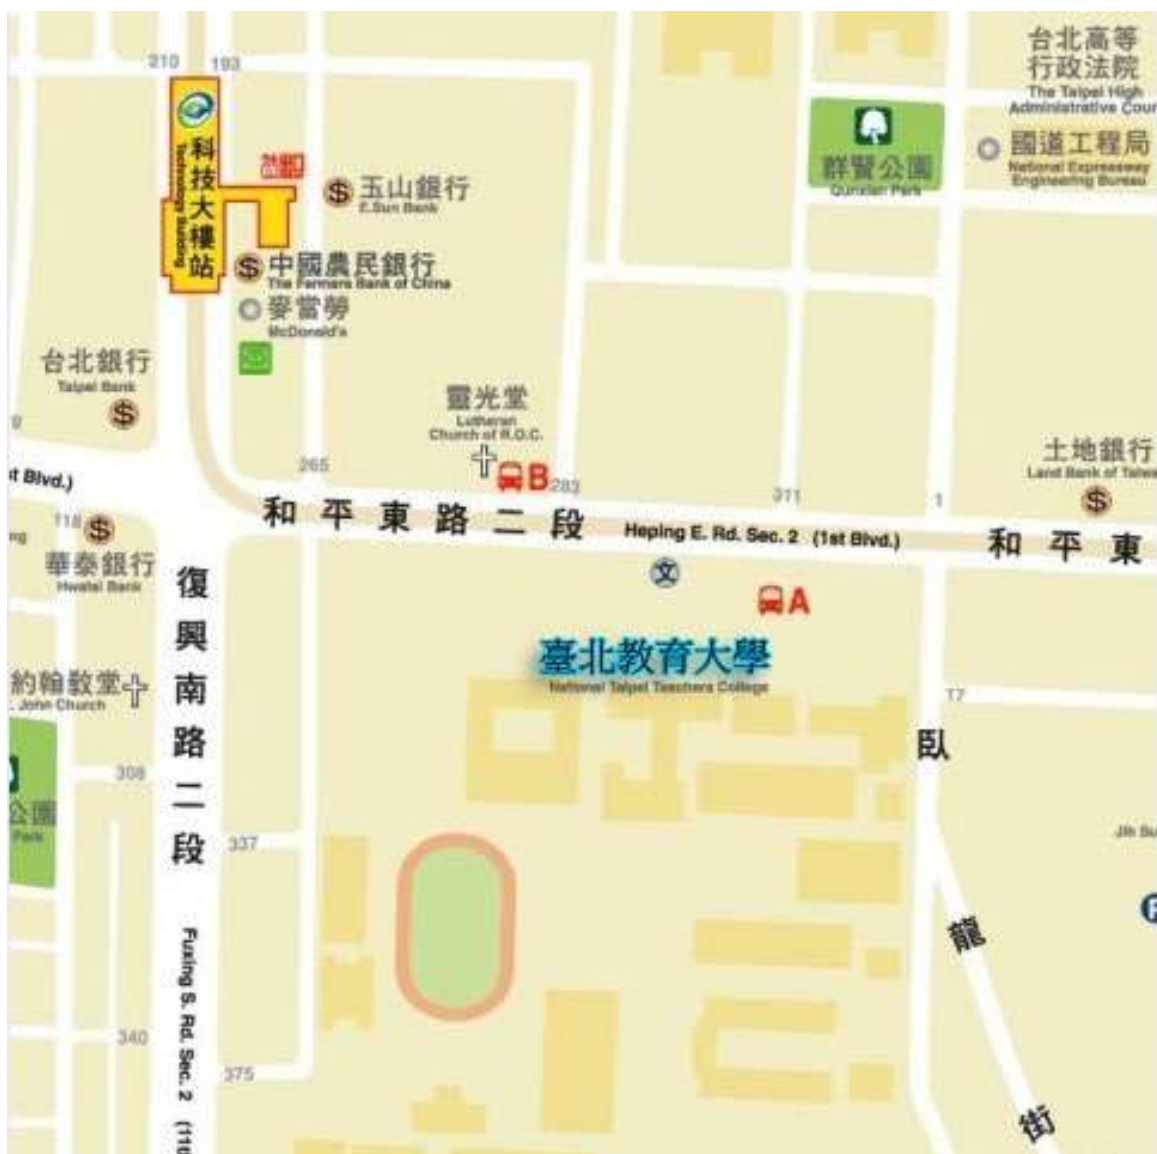 210
193
科技大樓站
Technology Building
玉山銀行
E.Sun Bank
中國農民銀行
The Farmers Bank of China
麥當勞
McDonald's
台北銀行
Taipei Bank
群賢公園
Qunxian Park
台北高等
行政法院
The Taipei High
Administrative Cour
國道工程局
National Expressway
Engineering Bureau
靈光堂
Lutheran
Church of R.O.C.
土地銀行
Land Bank of Taiwa
265
B
283
311
1
st Blvd.)
和平東路二段
Heping E. Rd. Sec. 2 (1st Blvd.)
和平東
118
華泰銀行
Hwatai Bank
文
A
臺北教育大學
National Taipei Teachers College
復興南路二段
Fuxing S. Rd. Sec. 2 (110
約翰教堂
. John Church
17
308
公園
Park
337
340
375
臥龍街
Jih Su
P